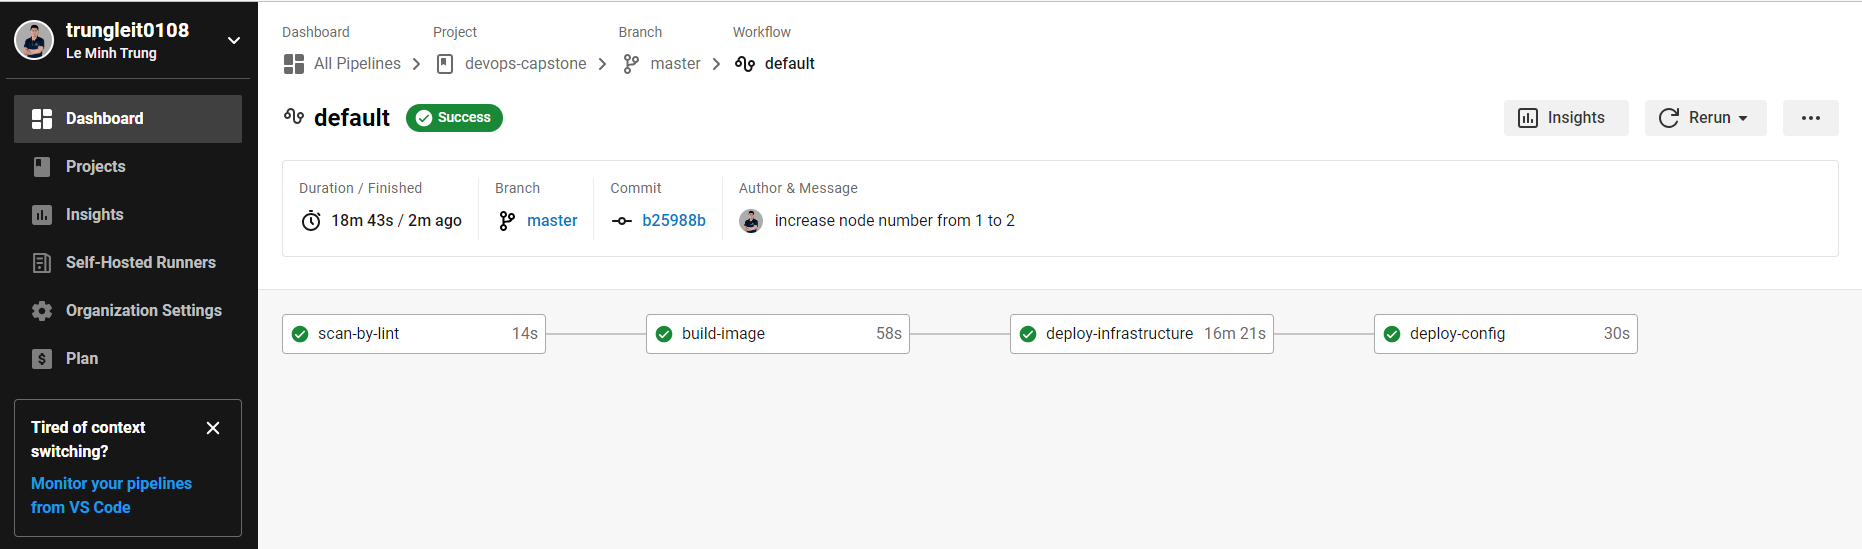 trungleit0108
Le Minh Trung
Dashboard
Projects
Insights
Self-Hosted Runners
Organization Settings
Plan
Tired of context
switching?
Monitor your pipelines
from VS Code
Dashboard Project Branch Workflow
All Pipelines devops-capstone master default
default Success Insights Rerun
Duration / Finished Branch Commit Author & Message
18m 43s / 2m ago master b25988b increase node number from 1 to 2
scan-by-lint 14s build-image 58s deploy-infrastructure 16m 21s deploy-config 30s